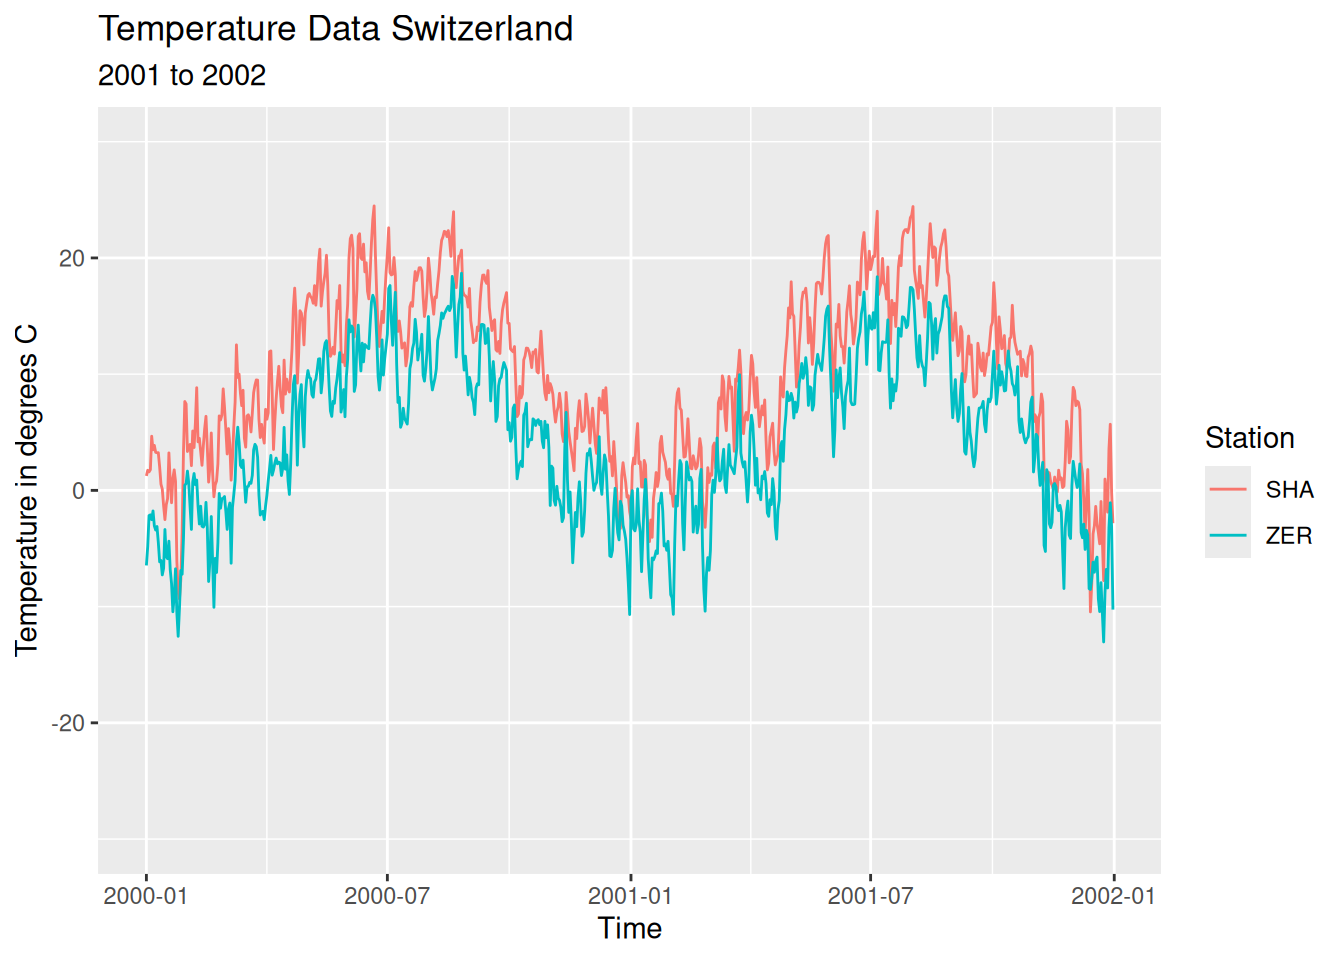 Temperature Data Switzerland
2001 to 2002
Temperature in degrees C
20
0
-20
2000-01
2000-07
2001-01
2001-07
2002-01
Time
Station
SHA
ZER